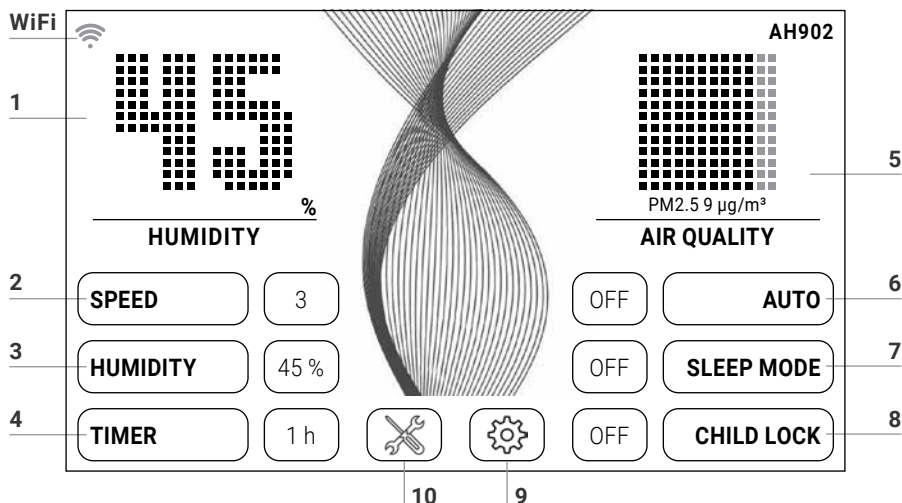 WiFi
AH902
1
45
5
%
PM2.5 9 µg/m³
HUMIDITY
AIR QUALITY
2
SPEED
3
OFF
AUTO
6
3
HUMIDITY
45 %
OFF
SLEEP MODE
7
4
TIMER
1 h
OFF
CHILD LOCK
8
10
9